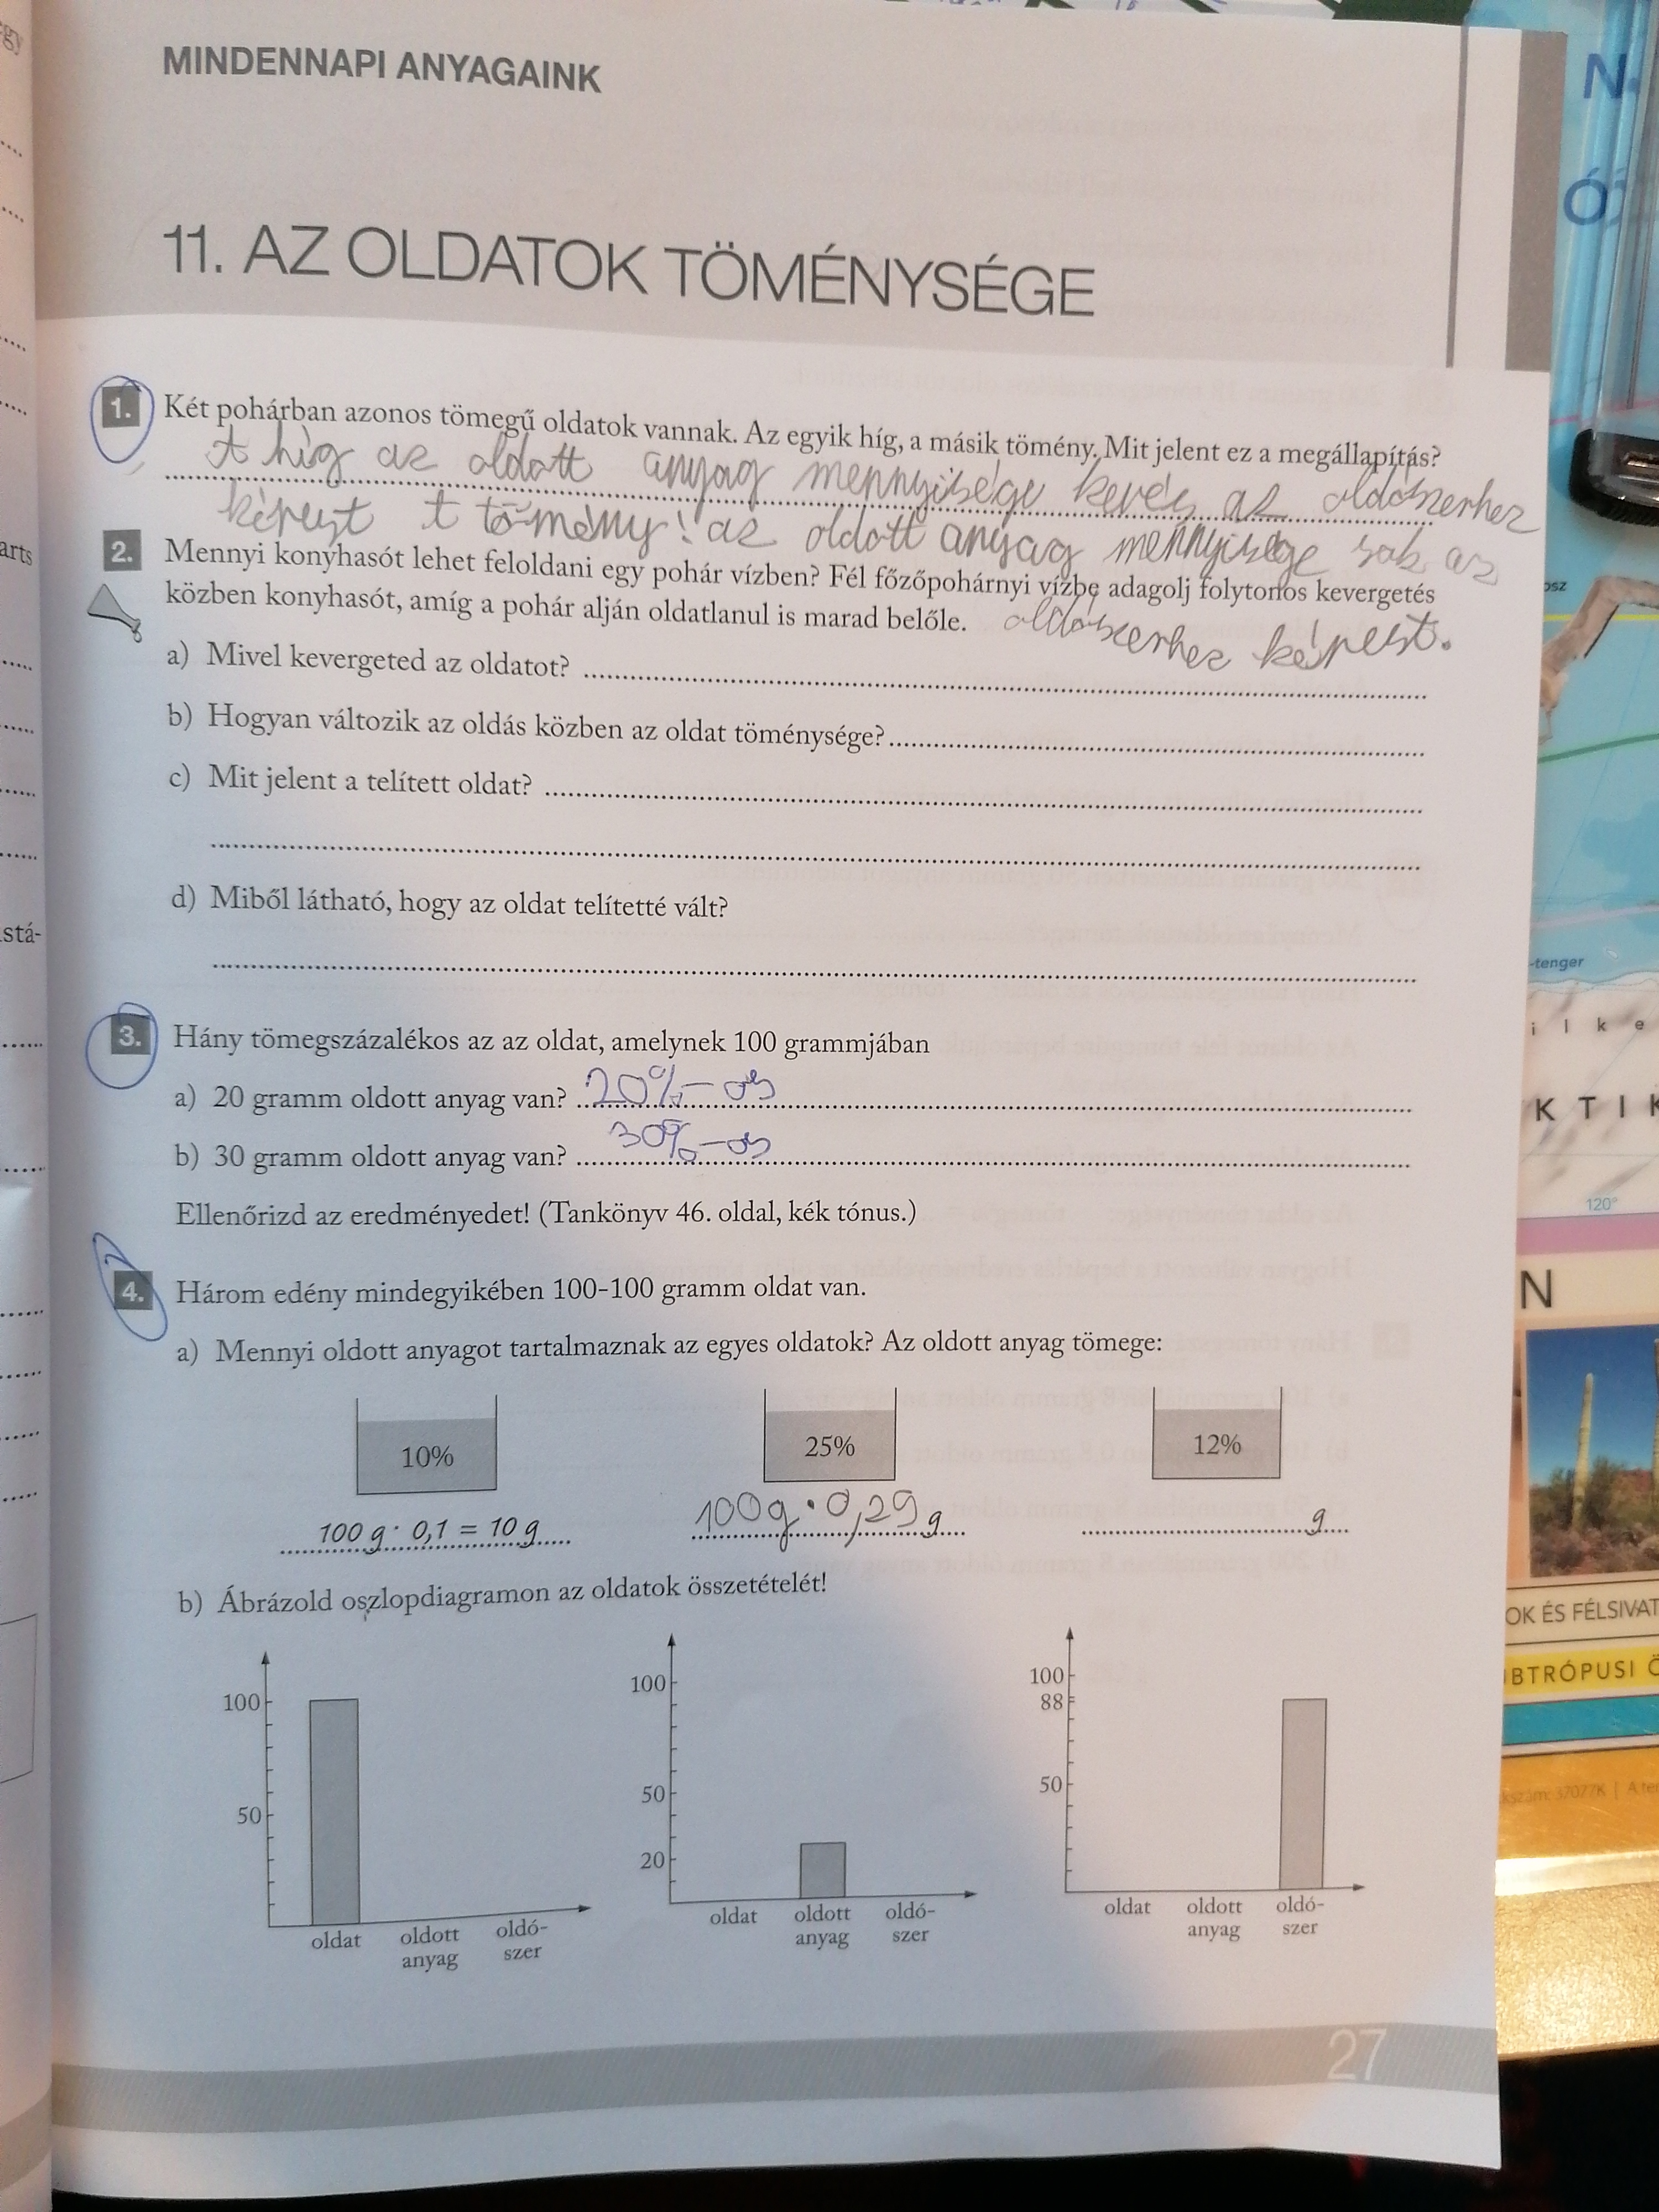 MINDENNAPI ANYAGAINK
11. AZ OLDATOK TÖMÉNYSÉGE
1. Két pohárban azonos tömegű oldatok vannak. Az egyik híg, a másik tömény. Mit jelent ez a megállapítás?
A híg az oldott anyag mennyisége kevés az oldószerhez
képest A tömény: az oldott anyag mennyisége sok az
2. Mennyi konyhasót lehet feloldani egy pohár vízben? Fél főzőpohárnyi vízbe adagolj folytonos kevergetés
közben konyhasót, amíg a pohár alján oldatlanul is marad belőle. oldószerhez képest.
a) Mivel kevergeted az oldatot?
b) Hogyan változik az oldás közben az oldat töménysége?
c) Mit jelent a telített oldat?
d) Miből látható, hogy az oldat telítetté vált?
3. Hány tömegszázalékos az az oldat, amelynek 100 grammjában
a) 20 gramm oldott anyag van? 20%-os
b) 30 gramm oldott anyag van? 30%-os
Ellenőrizd az eredményedet! (Tankönyv 46. oldal, kék tónus.)
4. Három edény mindegyikében 100-100 gramm oldat van.
a) Mennyi oldott anyagot tartalmaznak az egyes oldatok? Az oldott anyag tömege:
10% 25% 12%
100 g · 0,1 = 10 g 100g · 0,29 g g
b) Ábrázold oszlopdiagramon az oldatok összetételét!
100 100 100
88
50 50 50
20
oldat oldott anyag oldó-szer
oldat oldott anyag oldó-szer
oldat oldott anyag oldó-szer
27
arts
stá-
N
-tenger
i l k e
K T I K
120°
N
OK ÉS FÉLSIVAT
BTRÓPUSI